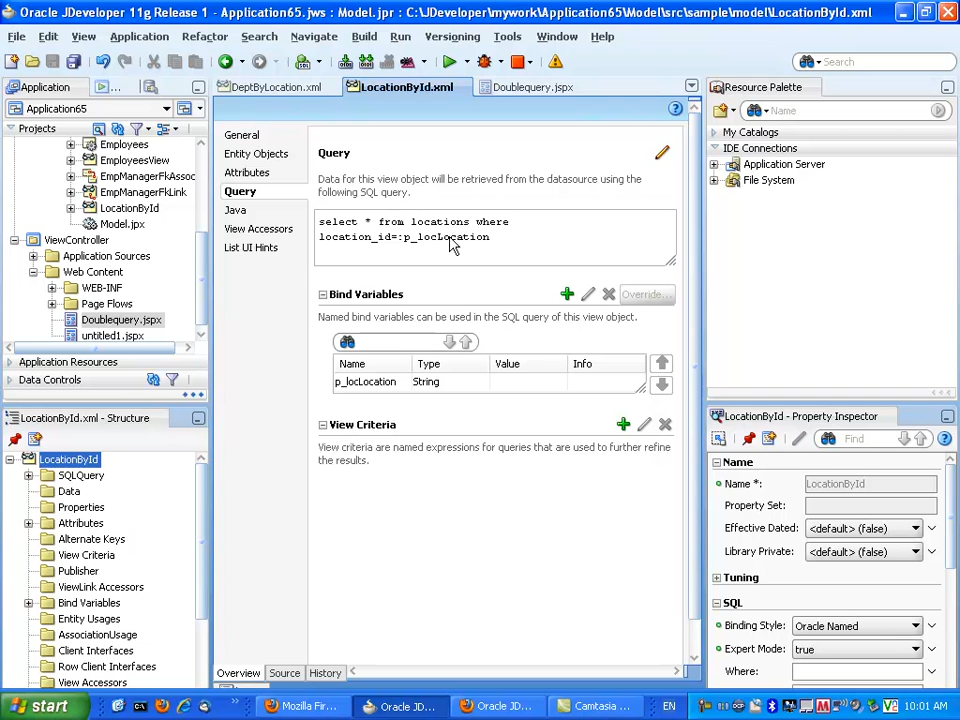 Oracle JDeveloper 11g Release 1 - Application65.jws : Model.jpr : C:\JDeveloper\mywork\Application65\Model\src\sample\model\LocationById.xml
File Edit View Application Refactor Search Navigate Build Run Versioning Tools Window Help
Search
Application
DeptByLocation.xml
LocationById.xml
Doublequery.jspx
Resource Palette
Application65
Name
Projects
My Catalogs
IDE Connections
Application Server
File System
Employees
EmployeesView
EmpManagerFkAssoc
EmpManagerFkLink
LocationById
Model.jpx
ViewController
Application Sources
Web Content
WEB-INF
Page Flows
Doublequery.jspx
untitled1.jspx
Application Resources
Data Controls
General
Entity Objects
Attributes
Query
Java
View Accessors
List UI Hints
Query
Data for this view object will be retrieved from the datasource using the
following SQL query.
select * from locations where
location_id=:p_locLocation
Bind Variables
Override...
Named bind variables can be used in the SQL query of this view object.
Name Type Value Info
p_locLocation String
View Criteria
View criteria are named expressions for queries that are used to further refine
the results.
Overview Source History
LocationById.xml - Structure
LocationById
SQLQuery
Data
Properties
Attributes
Alternate Keys
View Criteria
Publisher
ViewLink Accessors
Bind Variables
Entity Usages
AssociationUsage
Client Interfaces
Row Client Interfaces
View Accessors
LocationById - Property Inspector
Find
Name
Name *: LocationById
Property Set:
Effective Dated: <default> (false)
Library Private: <default> (false)
Tuning
SQL
Binding Style: Oracle Named
Expert Mode: true
Where:
start
Mozilla Fir...
Oracle JD...
Oracle JD...
Camtasia ...
EN
10:01 AM